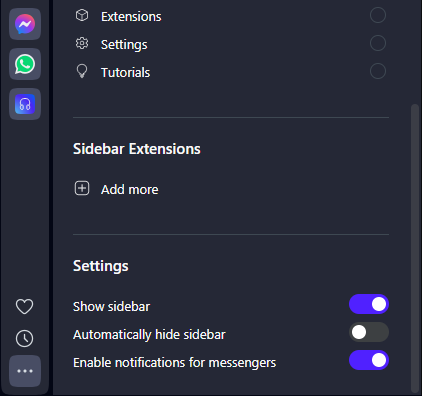 Extensions
Settings
Tutorials
Sidebar Extensions
Add more
Settings
Show sidebar
Automatically hide sidebar
Enable notifications for messengers